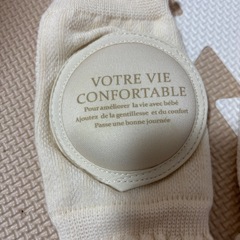 VOTRE VIE
CONFORTABLE
Pour améliorer la vie avec bébé
Ajoutez de la gentillesse et du confort
Passe une bonne journée